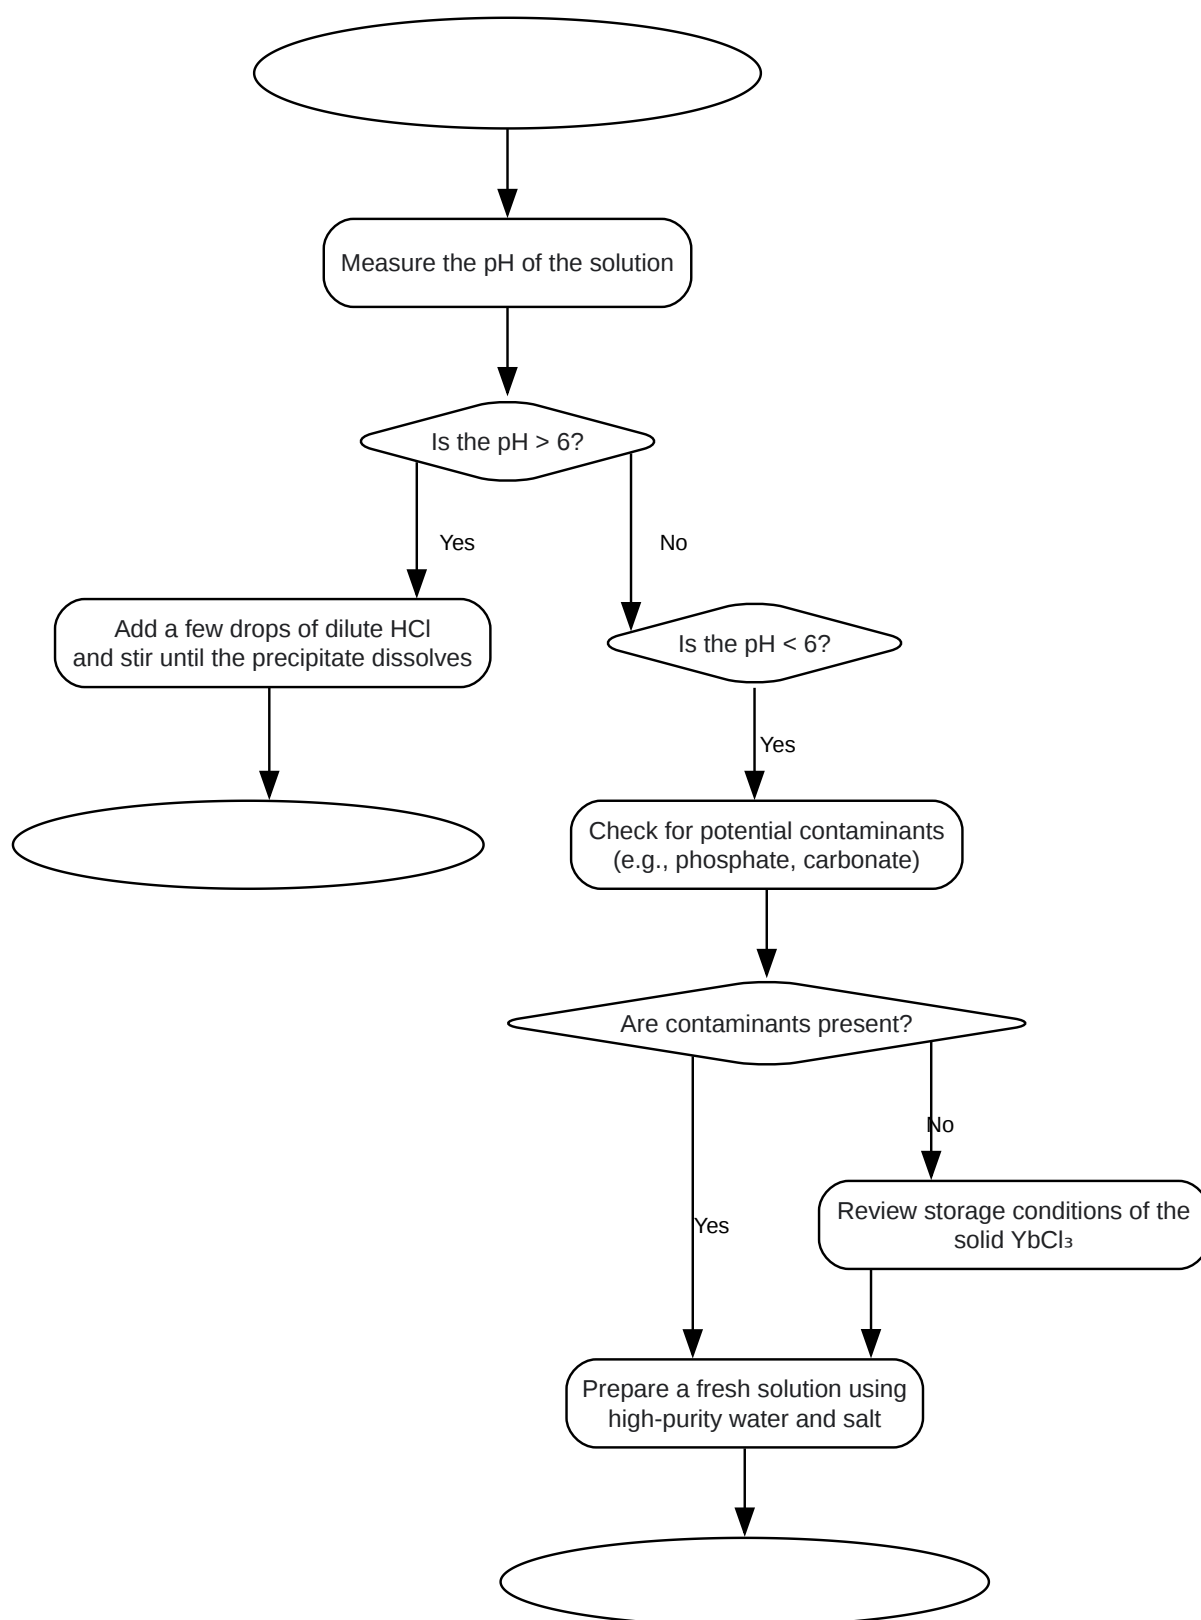 Measure the pH of the solution
Is the pH > 6?
Yes
No
Add a few drops of dilute HCl
and stir until the precipitate dissolves
Is the pH < 6?
Yes
Check for potential contaminants
(e.g., phosphate, carbonate)
Are contaminants present?
No
Review storage conditions of the
solid YbCl₃
Yes
Prepare a fresh solution using
high-purity water and salt